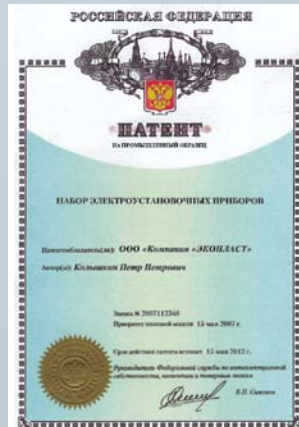 РОССИЙСКАЯ ФЕДЕРАЦИЯ
ПАТЕНТ
НА ПРОМЫШЛЕННЫЙ ОБРАЗЕЦ
НАБОР ЭЛЕКТРОУСТАНОВОЧНЫХ ПРИБОРОВ
Патентообладатель(ли): ООО «Компания «ЭКОПЛАСТ»
Автор(ы): Колышкин Петр Петрович
Заявка № 2007112346
Приоритет полезной модели 15 мая 2007 г.
Срок действия патента истекает 15 мая 2012 г.
Руководитель Федеральной службы по интеллектуальной
собственности, патентам и товарным знакам